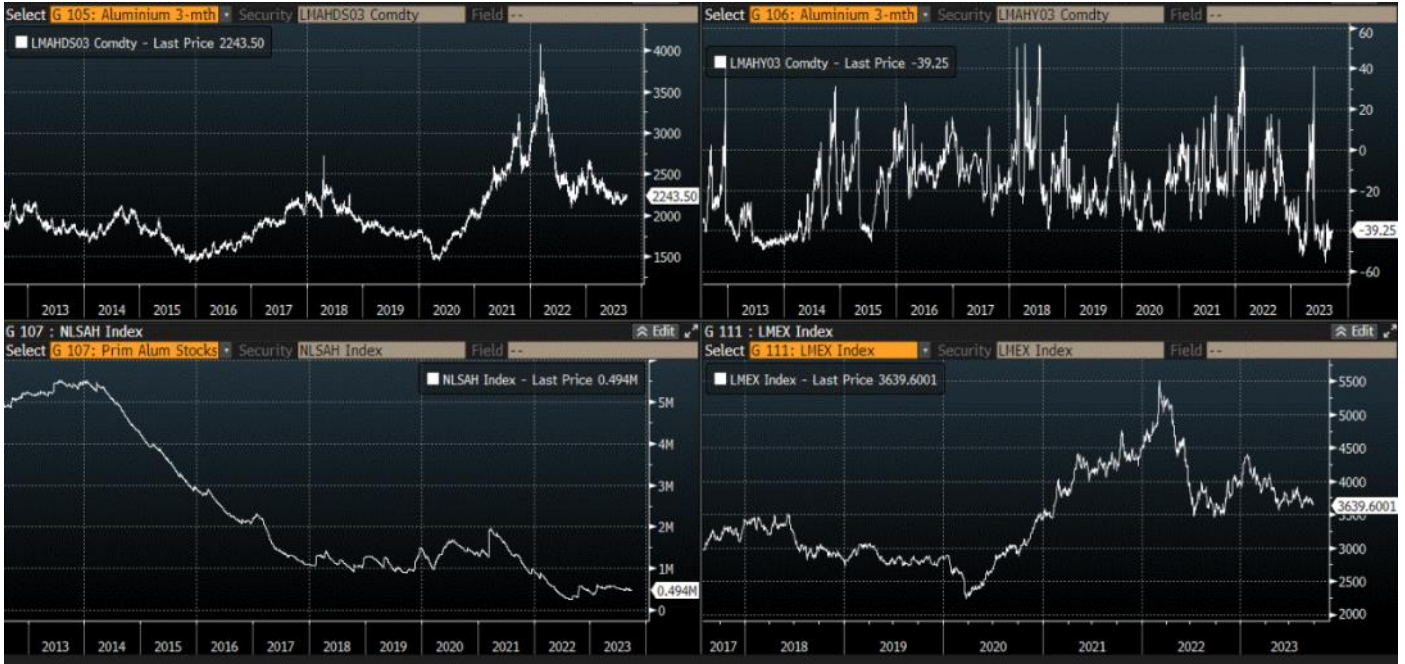 Select G 105: Aluminium 3-mth Security LMAHDS03 Comdty Field --
LMAHDS03 Comdty - Last Price 2243.50
4000
3500
3000
2500
2243.50
2000
1500
2013 2014 2015 2016 2017 2018 2019 2020 2021 2022 2023
Select G 106: Aluminium 3-mth Security LMAHY03 Comdty Field --
LMAHY03 Comdty - Last Price -39.25
60
40
20
0
-20
-39.25
-60
2013 2014 2015 2016 2017 2018 2019 2020 2021 2022 2023
G 107 : NLSAH Index Edit
Select G 107: Prim Alum Stocks Security NLSAH Index Field --
NLSAH Index - Last Price 0.494M
5M
4M
3M
2M
1M
0.494M
0
2013 2014 2015 2016 2017 2018 2019 2020 2021 2022 2023
G 111 : LMEX Index Edit
Select G 111: LMEX Index Security LMEX Index Field --
LMEX Index - Last Price 3639.6001
5500
5000
4500
4000
3639.6001
3500
3000
2500
2000
2017 2018 2019 2020 2021 2022 2023